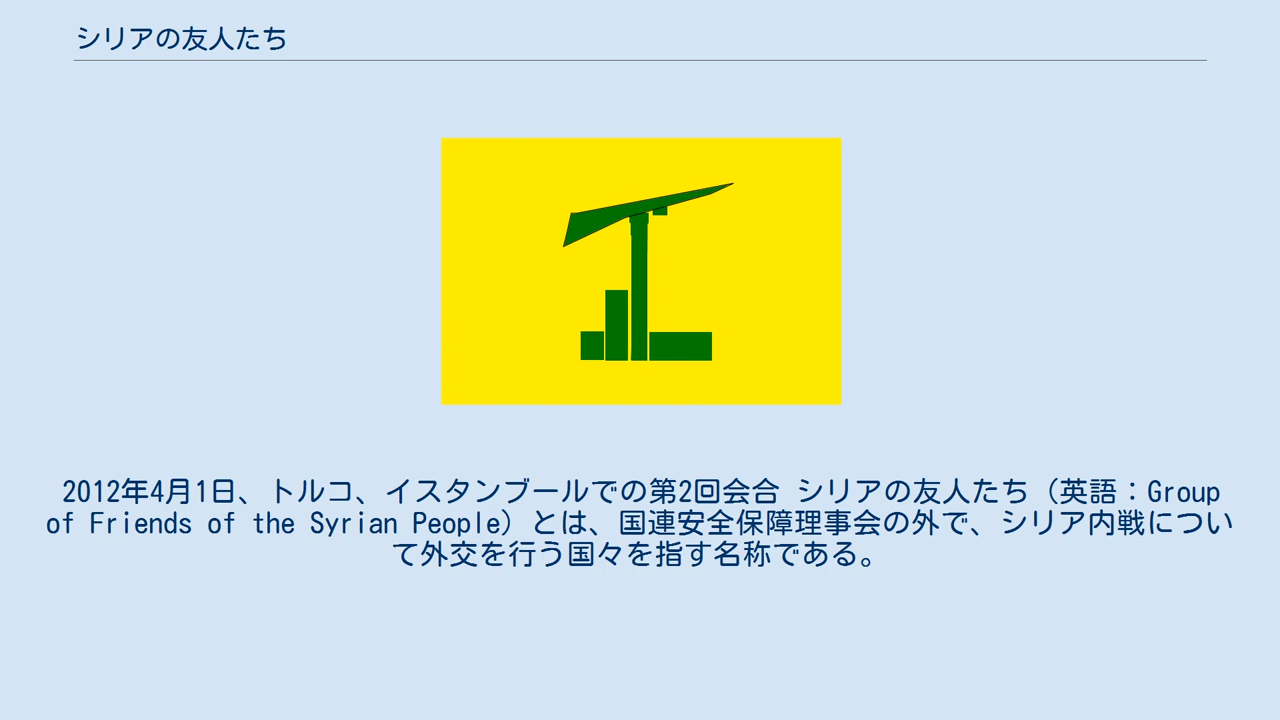 シリアの友人たち
2012年4月1日、トルコ、イスタンブールでの第2回会合 シリアの友人たち（英語：Group
of Friends of the Syrian People）とは、国連安全保障理事会の外で、シリア内戦につい
て外交を行う国々を指す名称である。